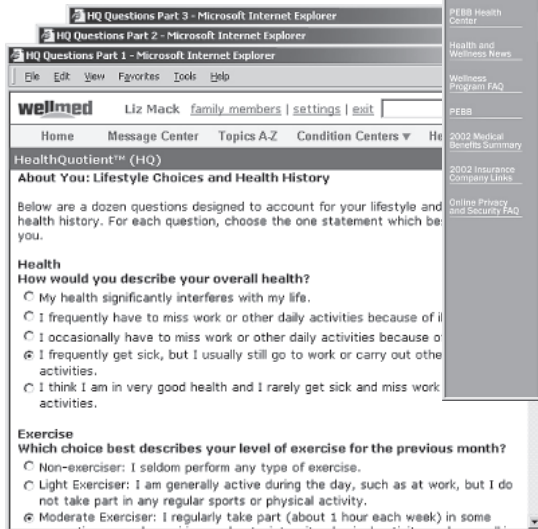 HQ Questions Part 3 - Microsoft Internet Explorer
HQ Questions Part 2 - Microsoft Internet Explorer
HQ Questions Part 1 - Microsoft Internet Explorer
File Edit View Favorites Tools Help
wellmed Liz Mack family members | settings | exit
Home Message Center Topics A-Z Condition Centers He
HealthQuotient™ (HQ)
About You: Lifestyle Choices and Health History
Below are a dozen questions designed to account for your lifestyle and
health history. For each question, choose the one statement which be
you.
Health
How would you describe your overall health?
My health significantly interferes with my life.
I frequently have to miss work or other daily activities because of il
I occasionally have to miss work or other daily activities because o
I frequently get sick, but I usually still go to work or carry out othe
activities.
I think I am in very good health and I rarely get sick and miss work
activities.
Exercise
Which choice best describes your level of exercise for the previous month?
Non-exerciser: I seldom perform any type of exercise.
Light Exerciser: I am generally active during the day, such as at work, but I do
not take part in any regular sports or physical activity.
Moderate Exerciser: I regularly take part (about 1 hour each week) in some
PEBB Health
Center
Health and
Wellness News
Wellness
Program FAQ
PEBB
2002 Medical
Benefits Summary
2002 Insurance
Company Links
Online Privacy
and Security FAQ